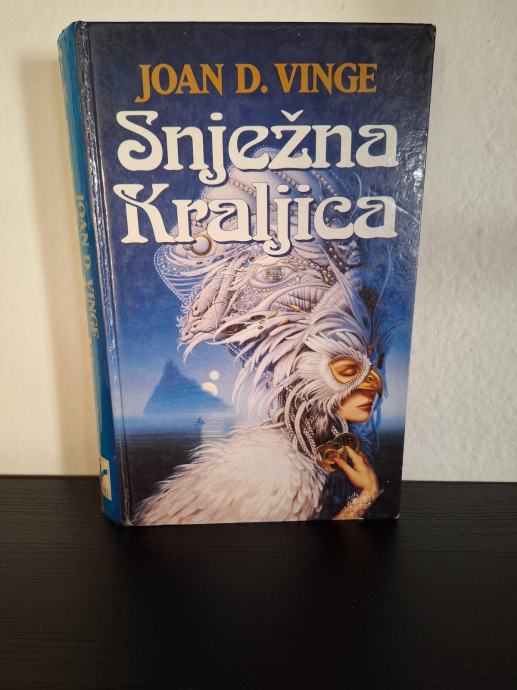 JOAN D. VINGE
Snježna
Kraljica
JOAN D. VINGE